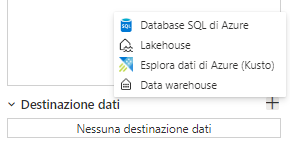 Database SQL di Azure
Lakehouse
Esplora dati di Azure (Kusto)
Data warehouse
Destinazione dati
Nessuna destinazione dati